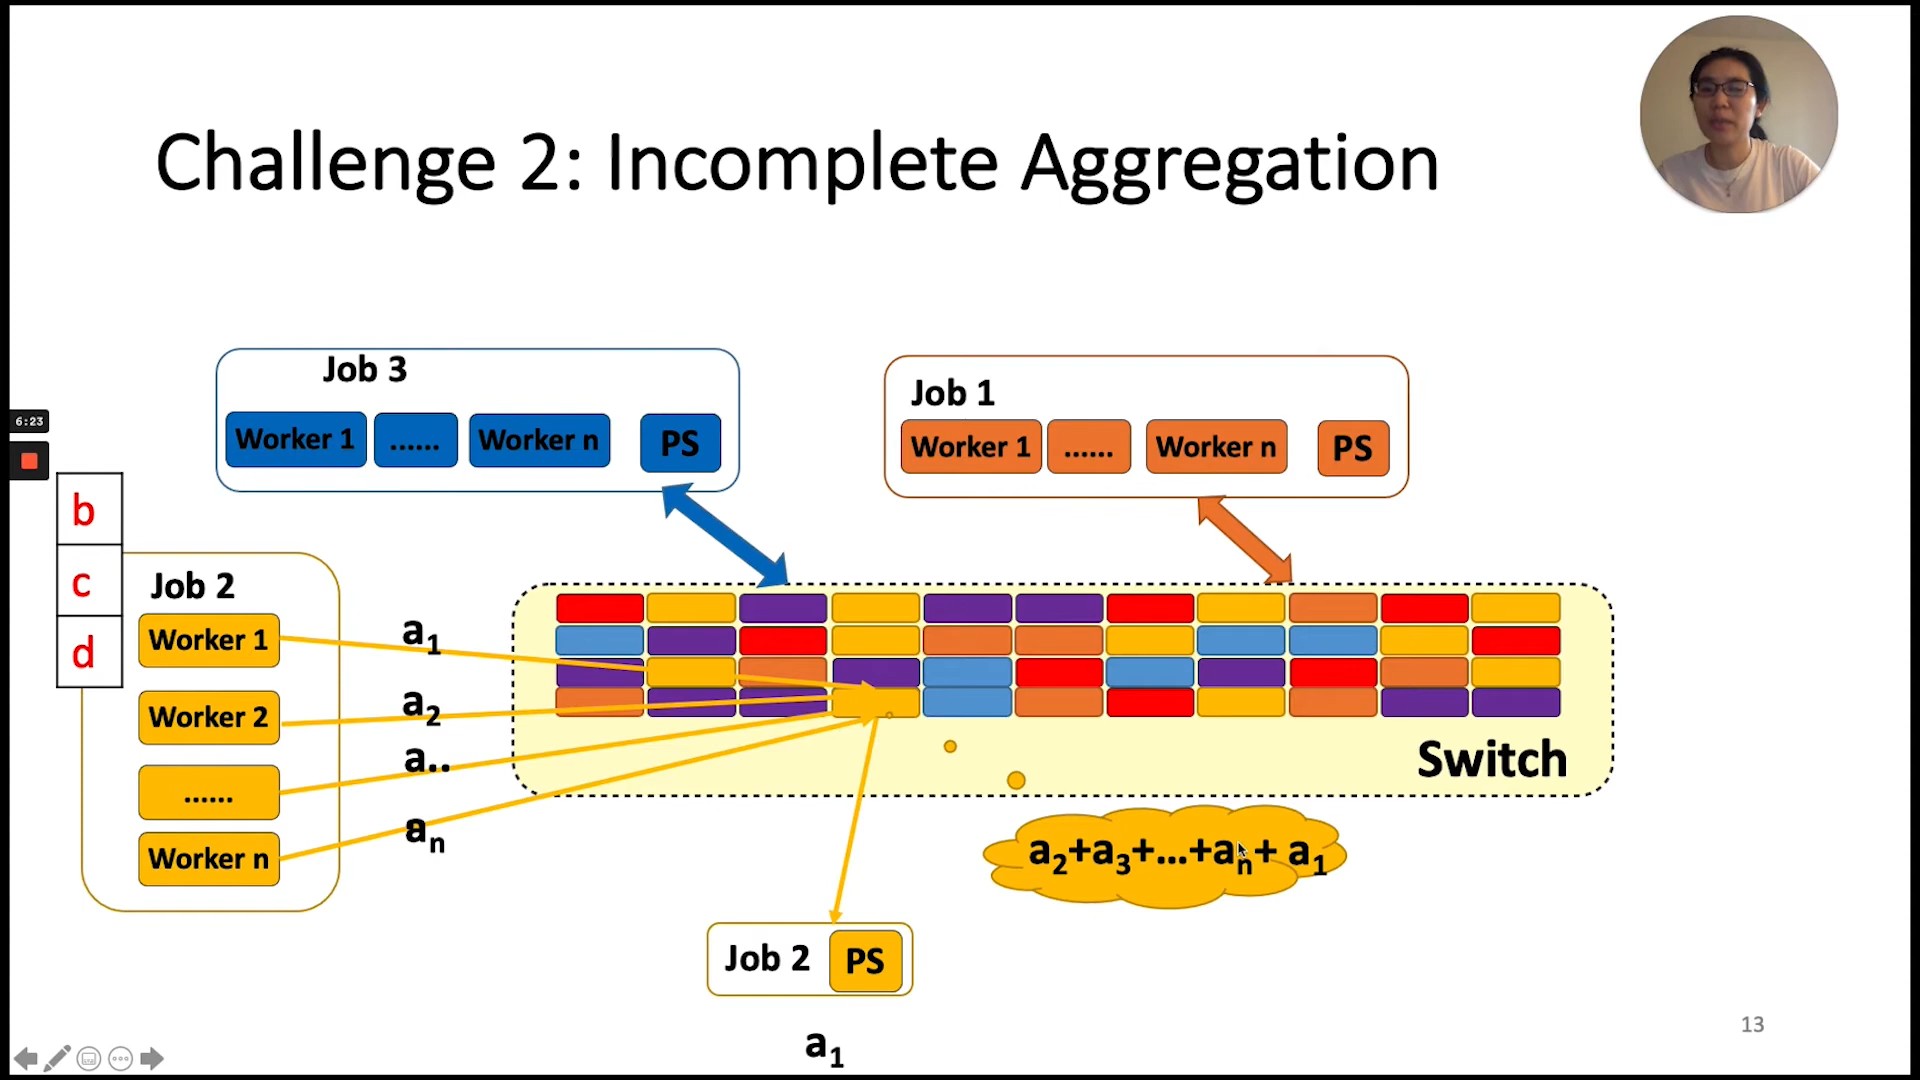 Challenge 2: Incomplete Aggregation
Job 3
Worker 1
......
Worker n
PS
Job 1
Worker 1
......
Worker n
PS
6:23
b
c
d
Job 2
Worker 1
Worker 2
......
Worker n
a1
a2
a..
an
Switch
a2+a3+...+an+ a1
Job 2
PS
a1
13